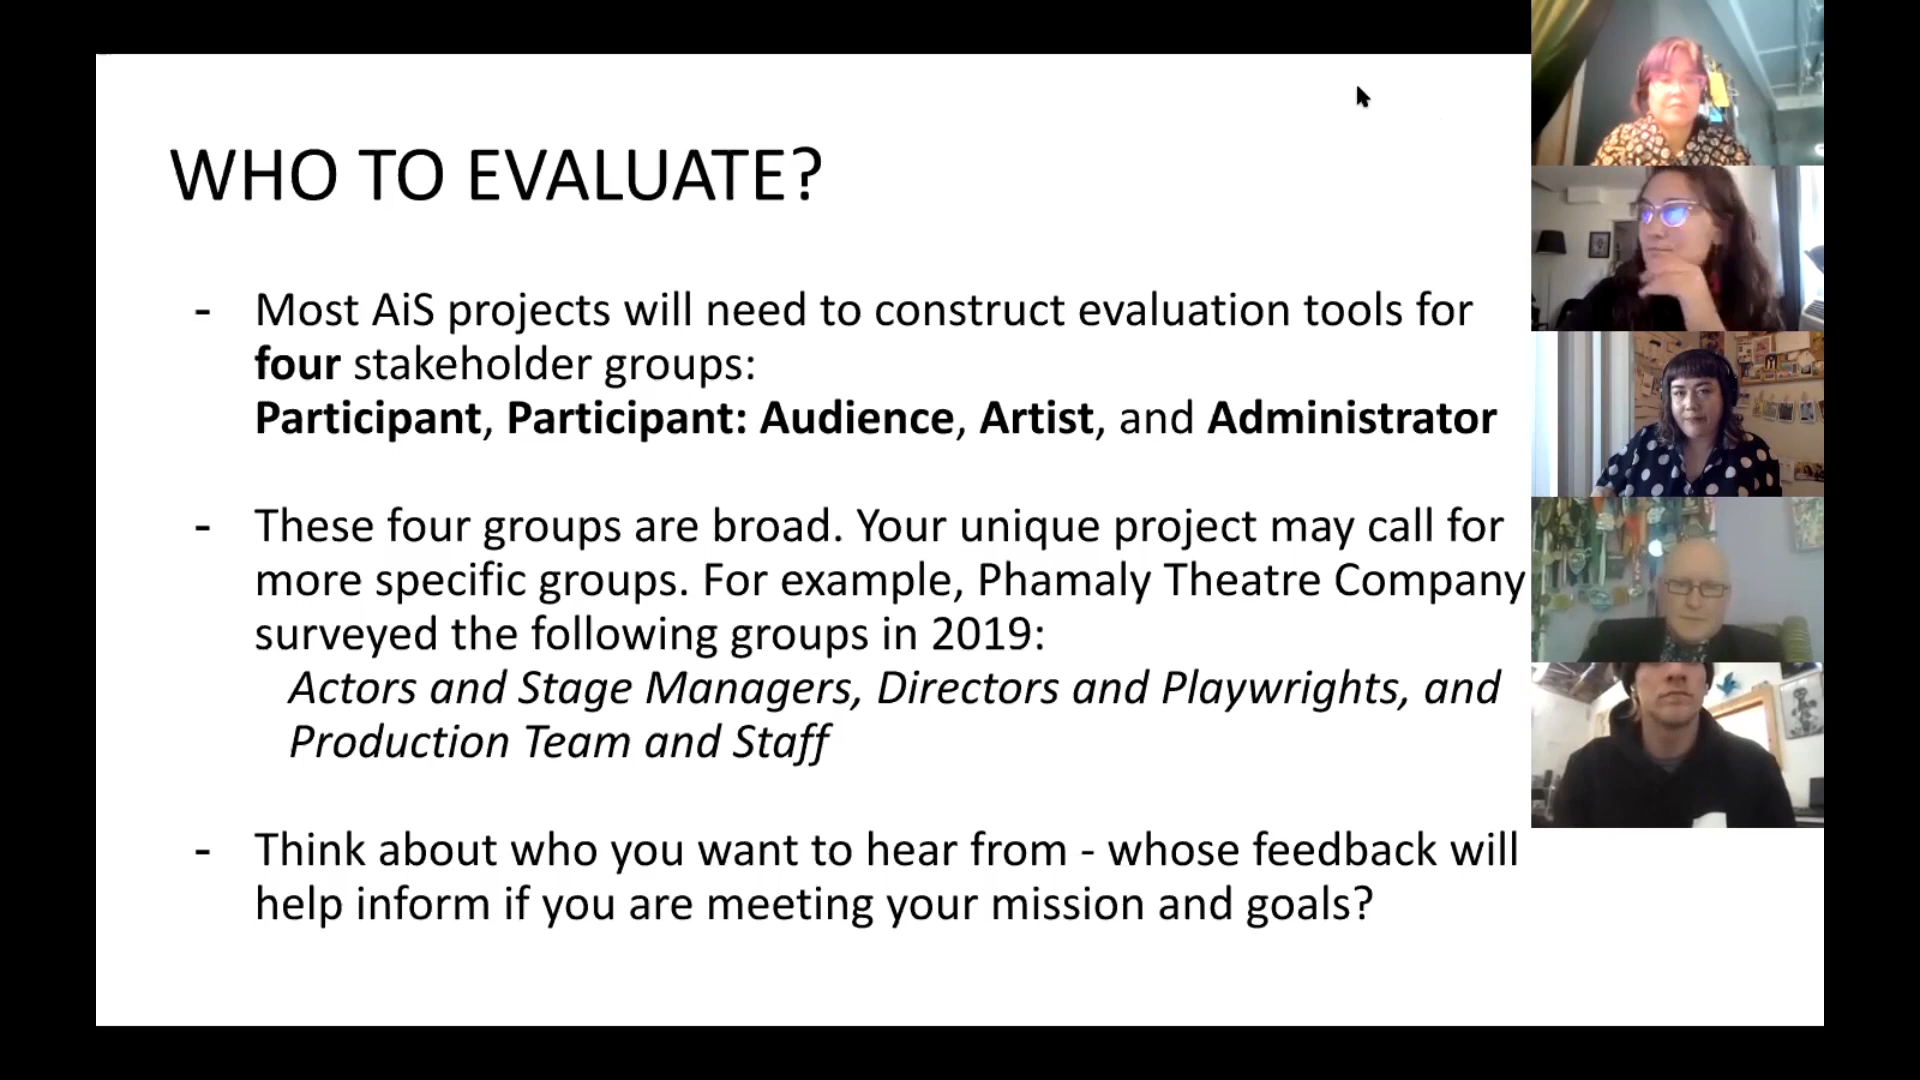 WHO TO EVALUATE?
- Most AiS projects will need to construct evaluation tools for
four stakeholder groups:
Participant, Participant: Audience, Artist, and Administrator
- These four groups are broad. Your unique project may call for
more specific groups. For example, Phamaly Theatre Company
surveyed the following groups in 2019:
Actors and Stage Managers, Directors and Playwrights, and
Production Team and Staff
- Think about who you want to hear from - whose feedback will
help inform if you are meeting your mission and goals?